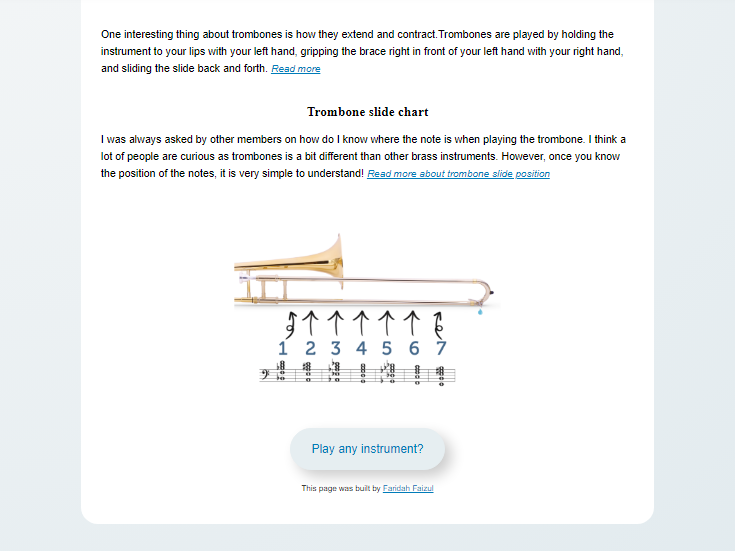 One interesting thing about trombones is how they extend and contract.Trombones are played by holding the
instrument to your lips with your left hand, gripping the brace right in front of your left hand with your right hand,
and sliding the slide back and forth. Read more
Trombone slide chart
I was always asked by other members on how do I know where the note is when playing the trombone. I think a
lot of people are curious as trombones is a bit different than other brass instruments. However, once you know
the position of the notes, it is very simple to understand! Read more about trombone slide position
1 2 3 4 5 6 7
Play any instrument?
This page was built by Faridah Faizul